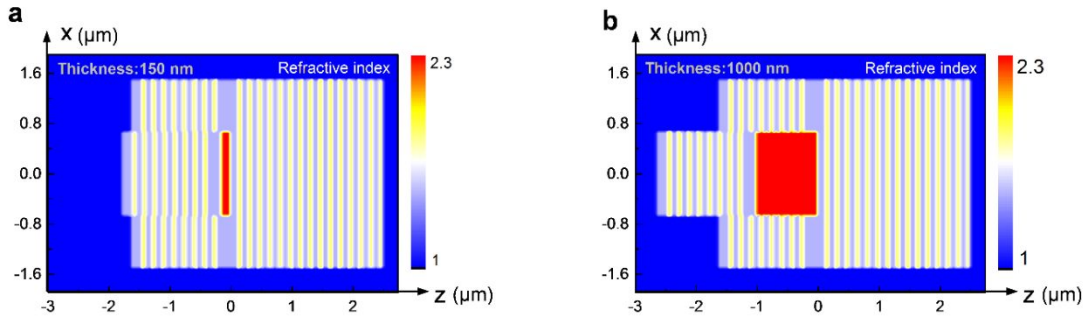 a
X (μm)
Thickness:150 nm
Refractive index
2.3
1.6
0.8
0.0
-0.8
-1.6
1
-3 -2 -1 0 1 2
Z (μm)
b
X (μm)
Thickness:1000 nm
Refractive index
2.3
1.6
0.8
0.0
-0.8
-1.6
1
-3 -2 -1 0 1 2
Z (μm)